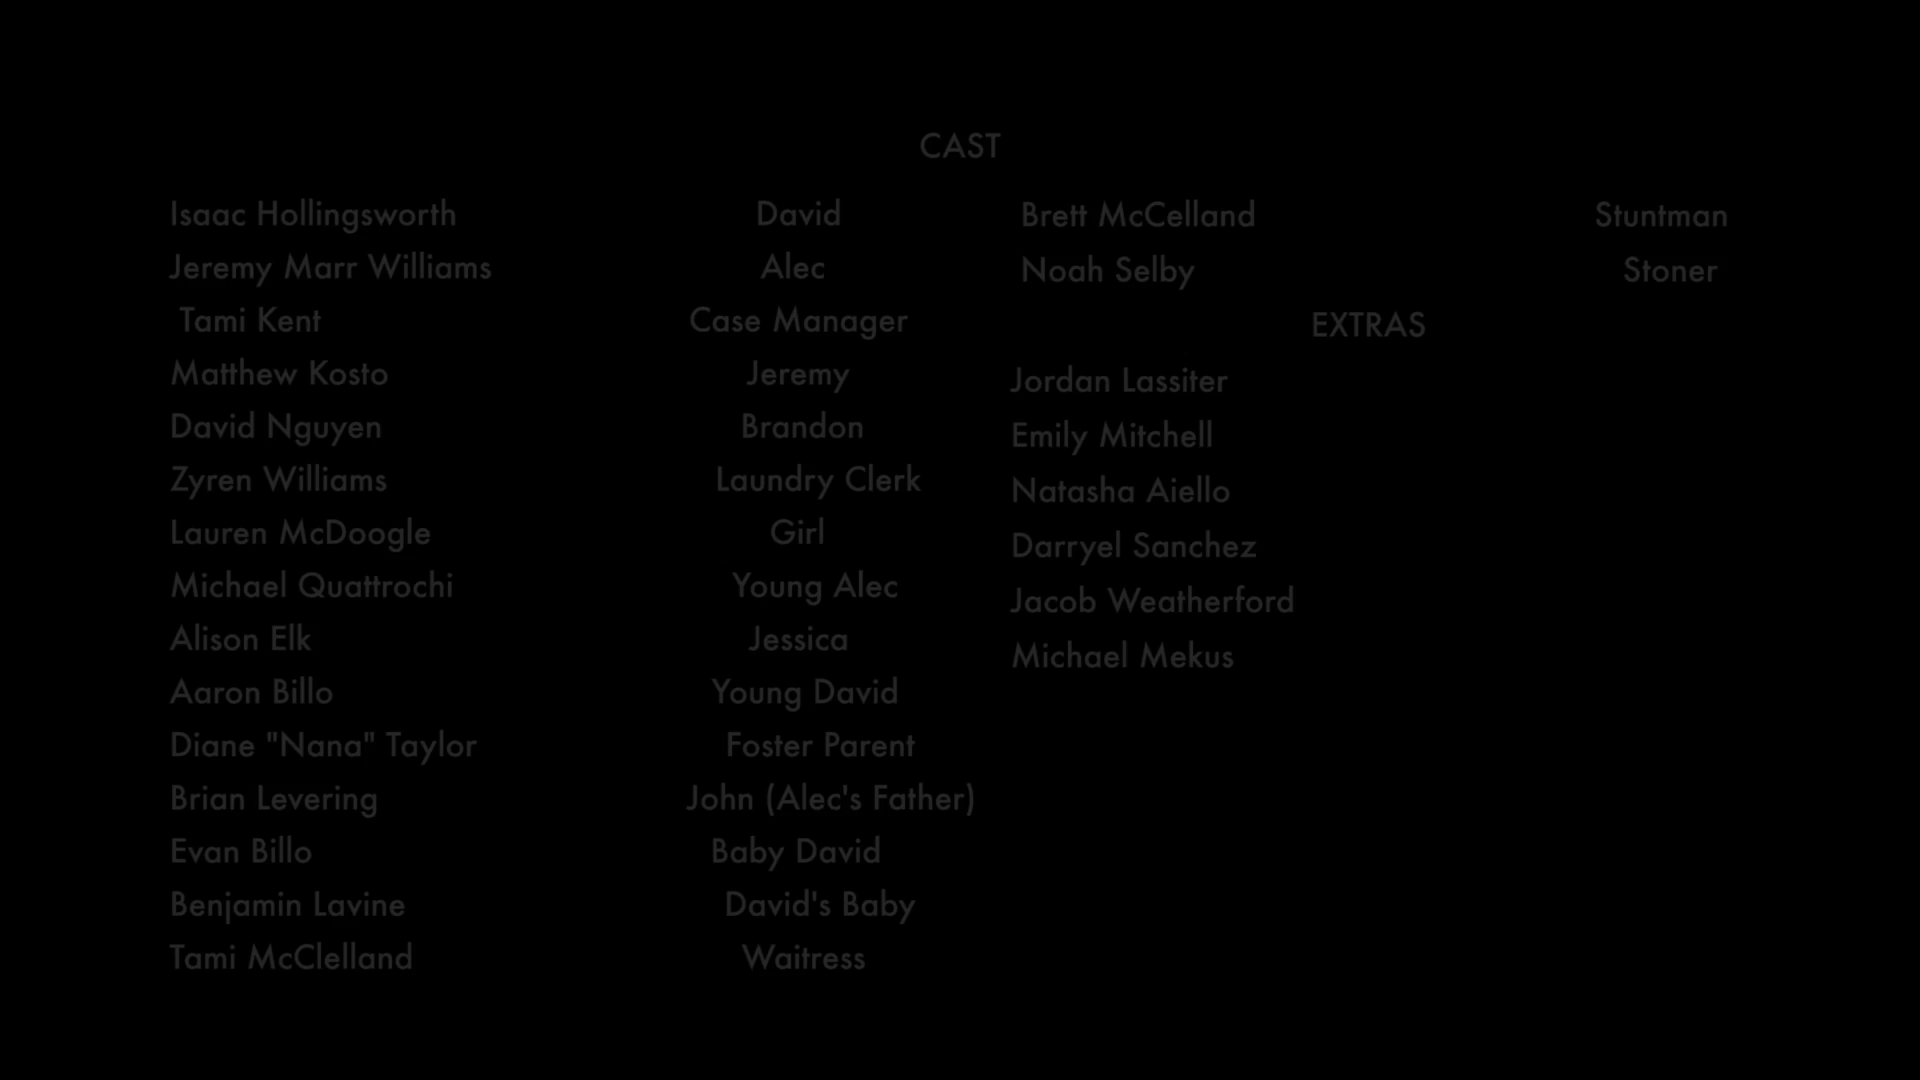 CAST
Isaac Hollingsworth David
Jeremy Marr Williams Alec
Tami Kent Case Manager
Matthew Kosto Jeremy
David Nguyen Brandon
Zyren Williams Laundry Clerk
Lauren McDoogle Girl
Michael Quattrochi Young Alec
Alison Elk Jessica
Aaron Billo Young David
Diane "Nana" Taylor Foster Parent
Brian Levering John (Alec's Father)
Evan Billo Baby David
Benjamin Lavine David's Baby
Tami McClelland Waitress
Brett McCelland Stuntman
Noah Selby Stoner
EXTRAS
Jordan Lassiter
Emily Mitchell
Natasha Aiello
Darryel Sanchez
Jacob Weatherford
Michael Mekus